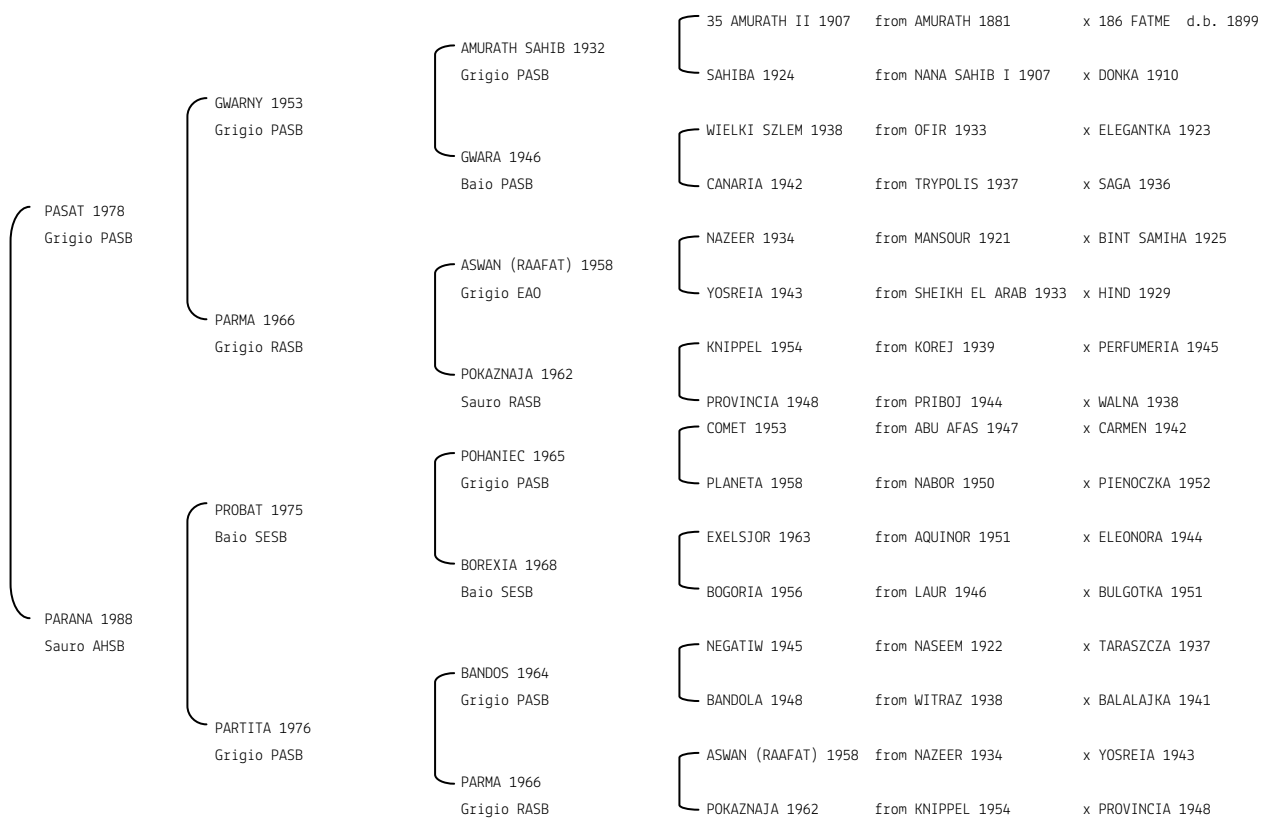 35 AMURATH II 1907 from AMURATH 1881 x 186 FATME d.b. 1899
AMURATH SAHIB 1932
Grigio PASB
SAHIBA 1924 from NANA SAHIB I 1907 x DONKA 1910
GWARNY 1953
Grigio PASB
WIELKI SZLEM 1938 from OFIR 1933 x ELEGANTKA 1923
GWARA 1946
Baio PASB
CANARIA 1942 from TRYPOLIS 1937 x SAGA 1936
PASAT 1978
Grigio PASB
NAZEER 1934 from MANSOUR 1921 x BINT SAMIHA 1925
ASWAN (RAAFAT) 1958
Grigio EAO
YOSREIA 1943 from SHEIKH EL ARAB 1933 x HIND 1929
PARMA 1966
Grigio RASB
KNIPPEL 1954 from KOREJ 1939 x PERFUMERIA 1945
POKAZNAJA 1962
Sauro RASB
PROVINCIA 1948 from PRIBOJ 1944 x WALNA 1938
COMET 1953 from ABU AFAS 1947 x CARMEN 1942
POHANIEC 1965
Grigio PASB
PLANETA 1958 from NABOR 1950 x PIENOCZKA 1952
PROBAT 1975
Baio SESB
EXELSJOR 1963 from AQUINOR 1951 x ELEONORA 1944
BOREXIA 1968
Baio SESB
BOGORIA 1956 from LAUR 1946 x BULGOTKA 1951
PARANA 1988
Sauro AHSB
NEGATIW 1945 from NASEEM 1922 x TARASZCZA 1937
BANDOS 1964
Grigio PASB
BANDOLA 1948 from WITRAZ 1938 x BALALAJKA 1941
PARTITA 1976
Grigio PASB
ASWAN (RAAFAT) 1958 from NAZEER 1934 x YOSREIA 1943
PARMA 1966
Grigio RASB
POKAZNAJA 1962 from KNIPPEL 1954 x PROVINCIA 1948